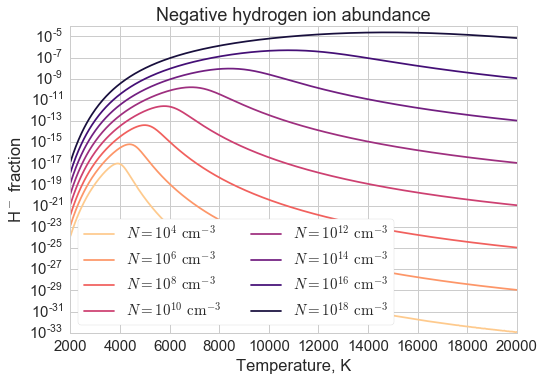 Negative hydrogen ion abundance
10^-5
10^-7
10^-9
10^-11
10^-13
10^-15
10^-17
10^-19
10^-21
10^-23
10^-25
10^-27
10^-29
10^-31
10^-33
H^− fraction
N = 10^4 cm^−3
N = 10^6 cm^−3
N = 10^8 cm^−3
N = 10^10 cm^−3
N = 10^12 cm^−3
N = 10^14 cm^−3
N = 10^16 cm^−3
N = 10^18 cm^−3
2000 4000 6000 8000 10000 12000 14000 16000 18000 20000
Temperature, K